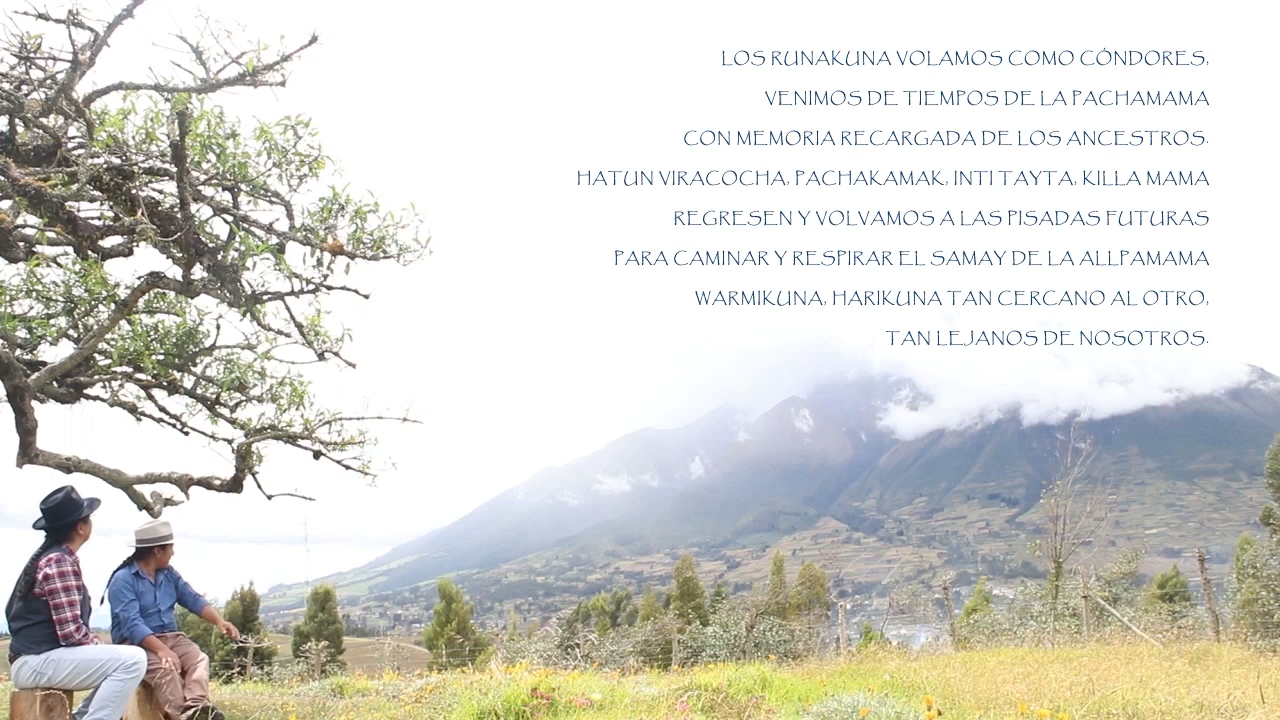 LOS RUNAKUNA VOLAMOS COMO CÓNDORES,
VENIMOS DE TIEMPOS DE LA PACHAMAMA
CON MEMORIA RECARGADA DE LOS ANCESTROS.
HATUN VIRACOCHA, PACHAKAMAK, INTI TAYTA, KILLA MAMA
REGRESEN Y VOLVAMOS A LAS PISADAS FUTURAS
PARA CAMINAR Y RESPIRAR EL SAMAY DE LA ALLPAMAMA
WARMIKUNA, HARIKUNA TAN CERCANO AL OTRO,
TAN LEJANOS DE NOSOTROS.